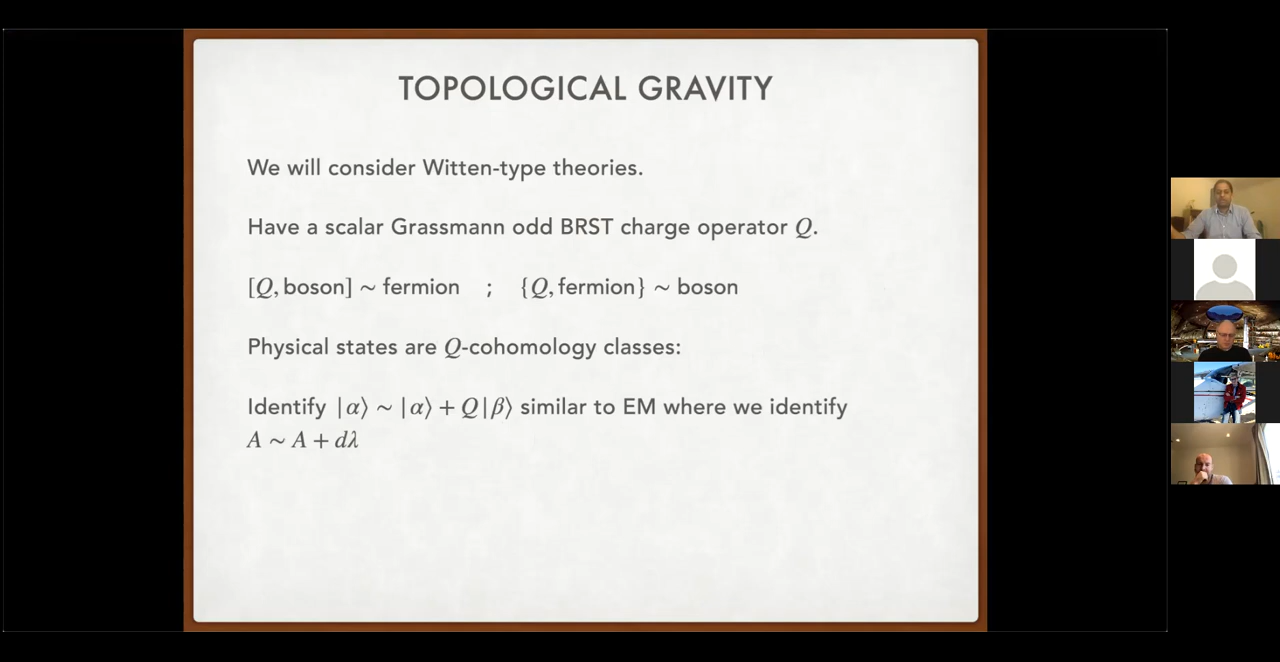 TOPOLOGICAL GRAVITY
We will consider Witten-type theories.
Have a scalar Grassmann odd BRST charge operator Q.
[Q, boson] ~ fermion ; {Q, fermion} ~ boson
Physical states are Q-cohomology classes:
Identify |α⟩ ~ |α⟩ + Q|β⟩ similar to EM where we identify
A ~ A + dλ